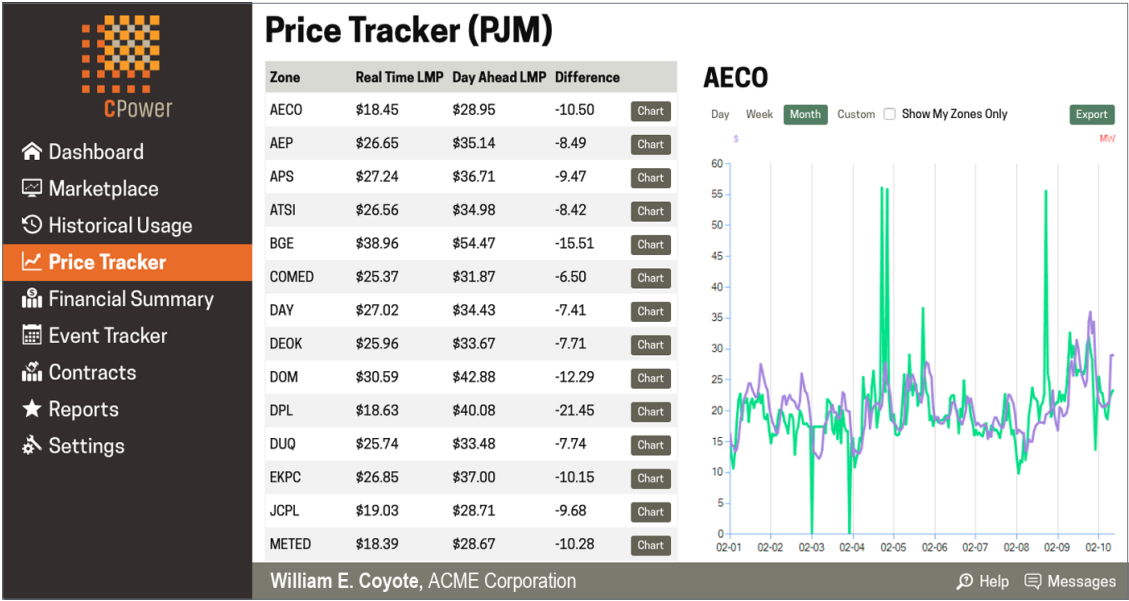 CPower
Dashboard
Marketplace
Historical Usage
Price Tracker
Financial Summary
Event Tracker
Contracts
Reports
Settings
Price Tracker (PJM)
Zone Real Time LMP Day Ahead LMP Difference
AECO $18.45 $28.95 -10.50 Chart
AEP $26.65 $35.14 -8.49 Chart
APS $27.24 $36.71 -9.47 Chart
ATSI $26.56 $34.98 -8.42 Chart
BGE $38.96 $54.47 -15.51 Chart
COMED $25.37 $31.87 -6.50 Chart
DAY $27.02 $34.43 -7.41 Chart
DEOK $25.96 $33.67 -7.71 Chart
DOM $30.59 $42.88 -12.29 Chart
DPL $18.63 $40.08 -21.45 Chart
DUQ $25.74 $33.48 -7.74 Chart
EKPC $26.85 $37.00 -10.15 Chart
JCPL $19.03 $28.71 -9.68 Chart
METED $18.39 $28.67 -10.28 Chart
AECO
Day Week Month Custom Show My Zones Only Export
$ MW
60
55
50
45
40
35
30
25
20
15
10
5
0
02-01 02-02 02-03 02-04 02-05 02-06 02-07 02-08 02-09 02-10
William E. Coyote, ACME Corporation
Help Messages